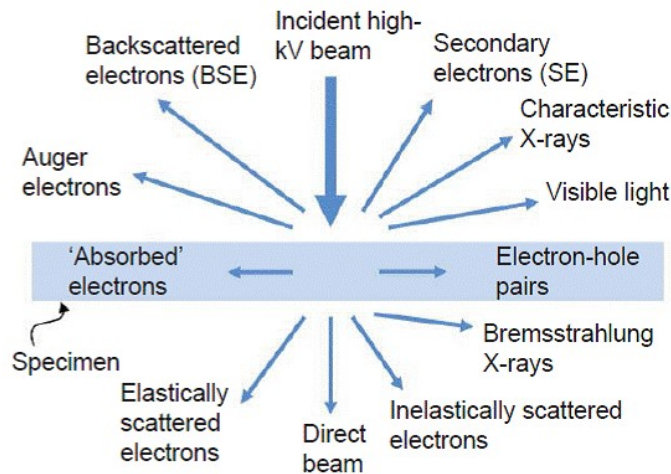 Incident high-
kV beam
Backscattered
electrons (BSE)
Secondary
electrons (SE)
Characteristic
X-rays
Auger
electrons
Visible light
‘Absorbed’
electrons
Electron-hole
pairs
Specimen
Bremsstrahlung
X-rays
Elastically
scattered
electrons
Direct
beam
Inelastically scattered
electrons